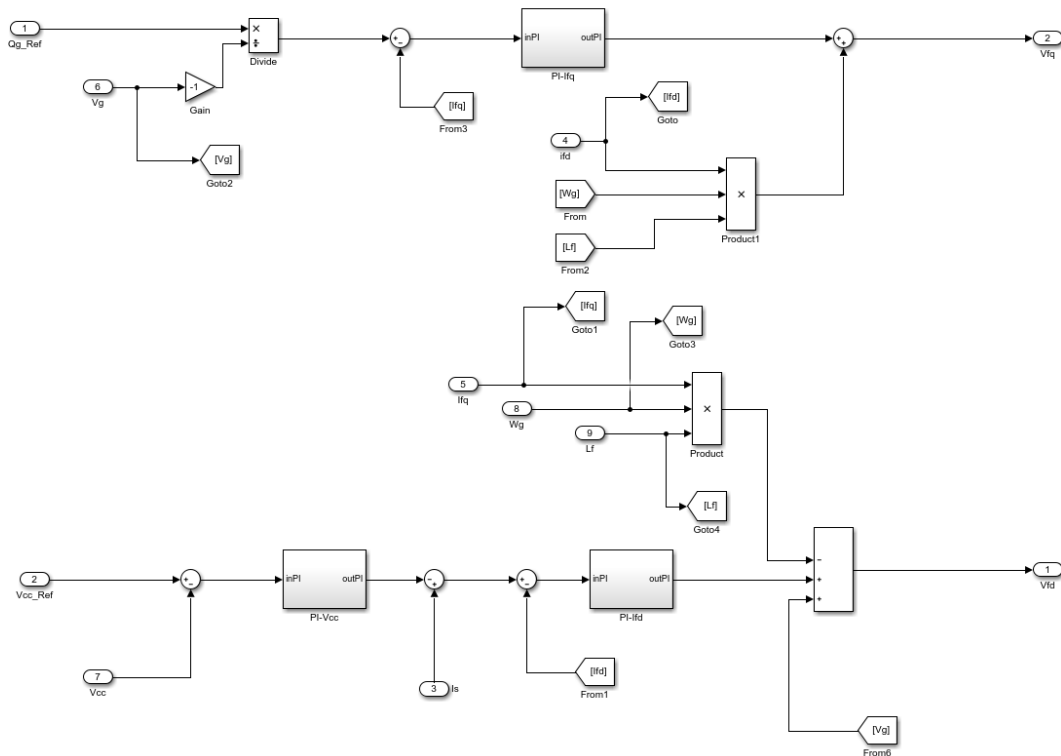 1
Qg_Ref
×
÷
Divide
6
Vg
-1
Gain
[Vg]
Goto2
+
−
[Ifq]
From3
inPI
outPI
PI-Ifq
[Ifd]
Goto
4
ifd
[Wg]
From
[Lf]
From2
×
Product1
+
+
2
Vfq
[Ifq]
Goto1
[Wg]
Goto3
5
Ifq
8
Wg
9
Lf
×
Product
[Lf]
Goto4
2
Vcc_Ref
+
−
7
Vcc
inPI
outPI
PI-Vcc
−
+
3
Is
+
−
[Ifd]
From1
inPI
outPI
PI-Ifd
−
+
+
1
Vfd
[Vg]
From6